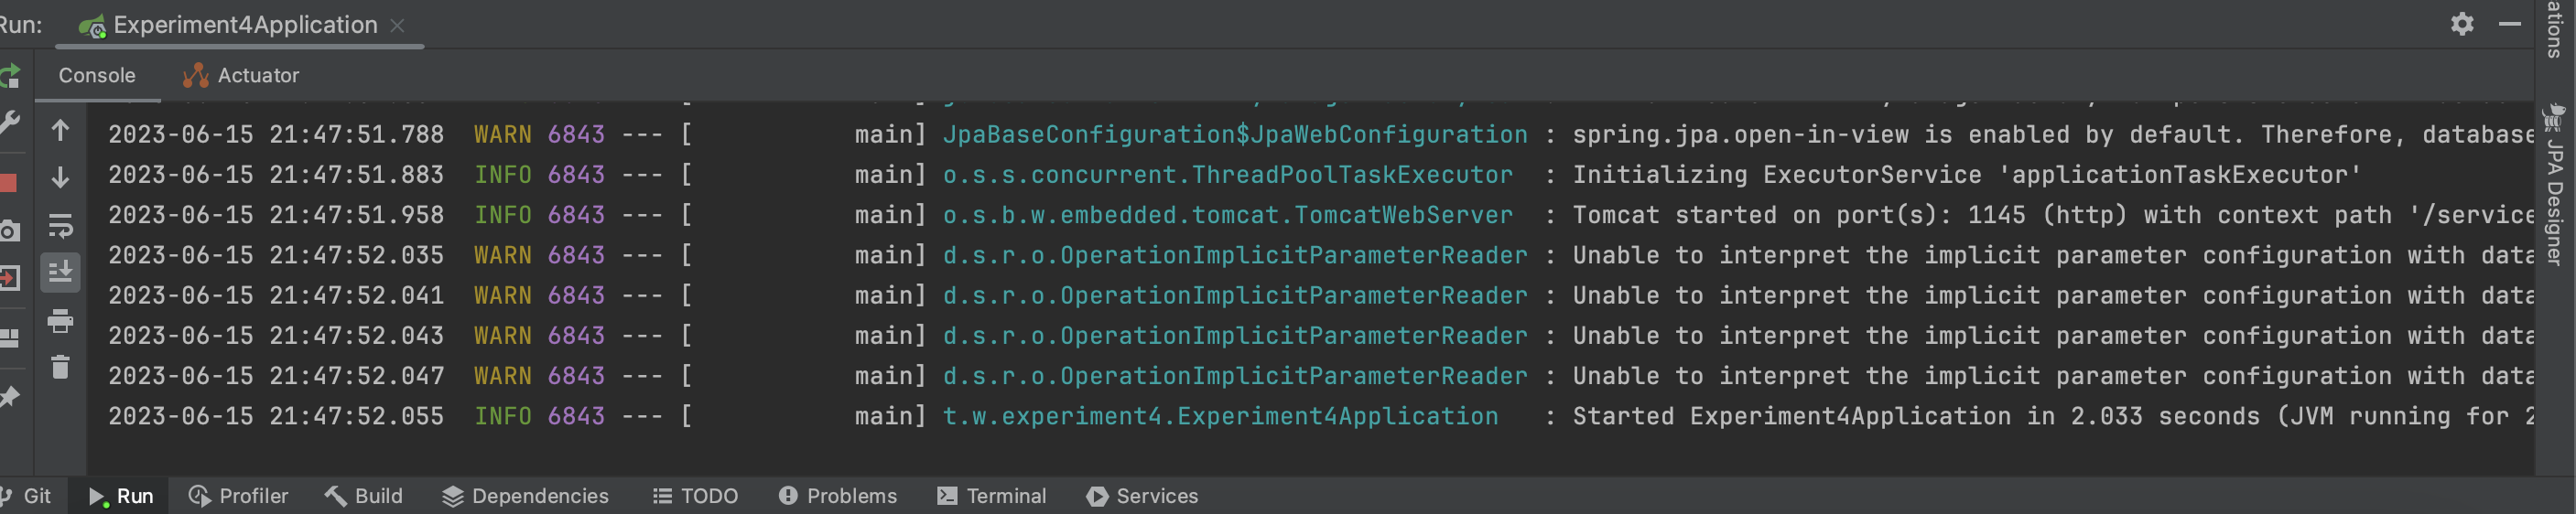 Run: Experiment4Application
Console Actuator
2023-06-15 21:47:51.788  WARN 6843 --- [           main] JpaBaseConfiguration$JpaWebConfiguration : spring.jpa.open-in-view is enabled by default. Therefore, database
2023-06-15 21:47:51.883  INFO 6843 --- [           main] o.s.s.concurrent.ThreadPoolTaskExecutor  : Initializing ExecutorService 'applicationTaskExecutor'
2023-06-15 21:47:51.958  INFO 6843 --- [           main] o.s.b.w.embedded.tomcat.TomcatWebServer  : Tomcat started on port(s): 1145 (http) with context path '/service
2023-06-15 21:47:52.035  WARN 6843 --- [           main] d.s.r.o.OperationImplicitParameterReader : Unable to interpret the implicit parameter configuration with data
2023-06-15 21:47:52.041  WARN 6843 --- [           main] d.s.r.o.OperationImplicitParameterReader : Unable to interpret the implicit parameter configuration with data
2023-06-15 21:47:52.043  WARN 6843 --- [           main] d.s.r.o.OperationImplicitParameterReader : Unable to interpret the implicit parameter configuration with data
2023-06-15 21:47:52.047  WARN 6843 --- [           main] d.s.r.o.OperationImplicitParameterReader : Unable to interpret the implicit parameter configuration with data
2023-06-15 21:47:52.055  INFO 6843 --- [           main] t.w.experiment4.Experiment4Application   : Started Experiment4Application in 2.033 seconds (JVM running for 2
Git Run Profiler Build Dependencies TODO Problems Terminal Services
ations
JPA Designer